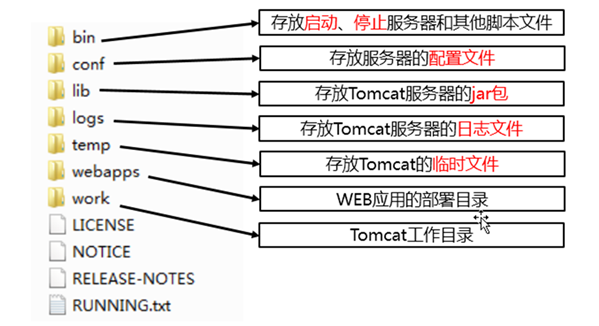 bin
存放启动、停止服务器和其他脚本文件
conf
存放服务器的配置文件
lib
存放Tomcat服务器的jar包
logs
存放Tomcat服务器的日志文件
temp
存放Tomcat的临时文件
webapps
WEB应用的部署目录
work
Tomcat工作目录
LICENSE
NOTICE
RELEASE-NOTES
RUNNING.txt